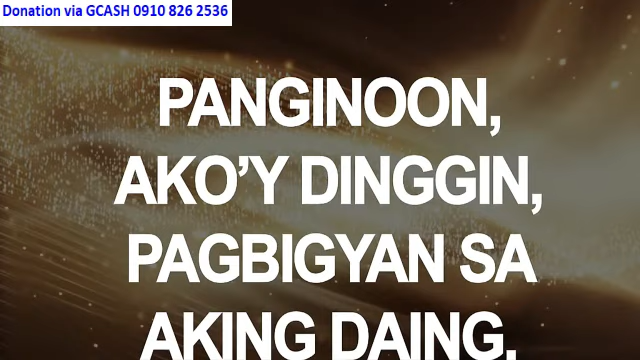 Donation via GCASH 0910 826 2536
PANGINOON,
AKO'Y DINGGIN,
PAGBIGYAN SA
AKING DAING,